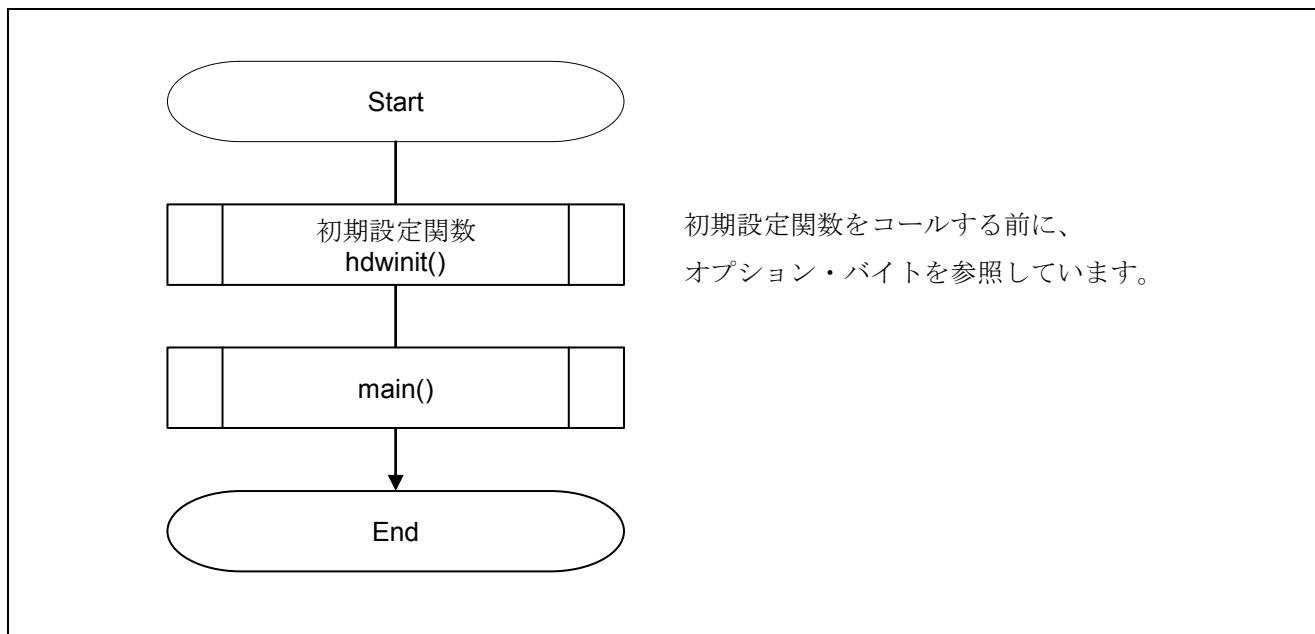 Start
初期設定関数
hdwinit()
初期設定関数をコールする前に、
オプション・バイトを参照しています。
main()
End